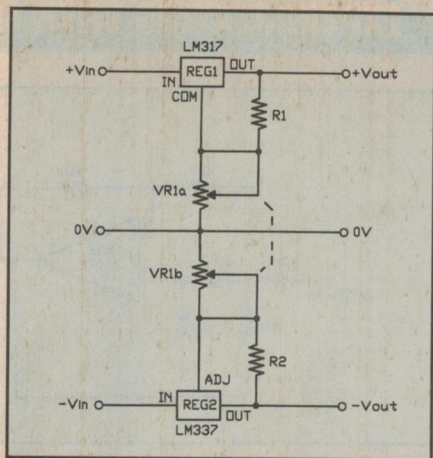 LM317
+Vin REG1 OUT +Vout
IN
COM
R1
VR1a
0V 0V
VR1b
R2
ADJ
-Vin IN REG2 OUT -Vout
LM337